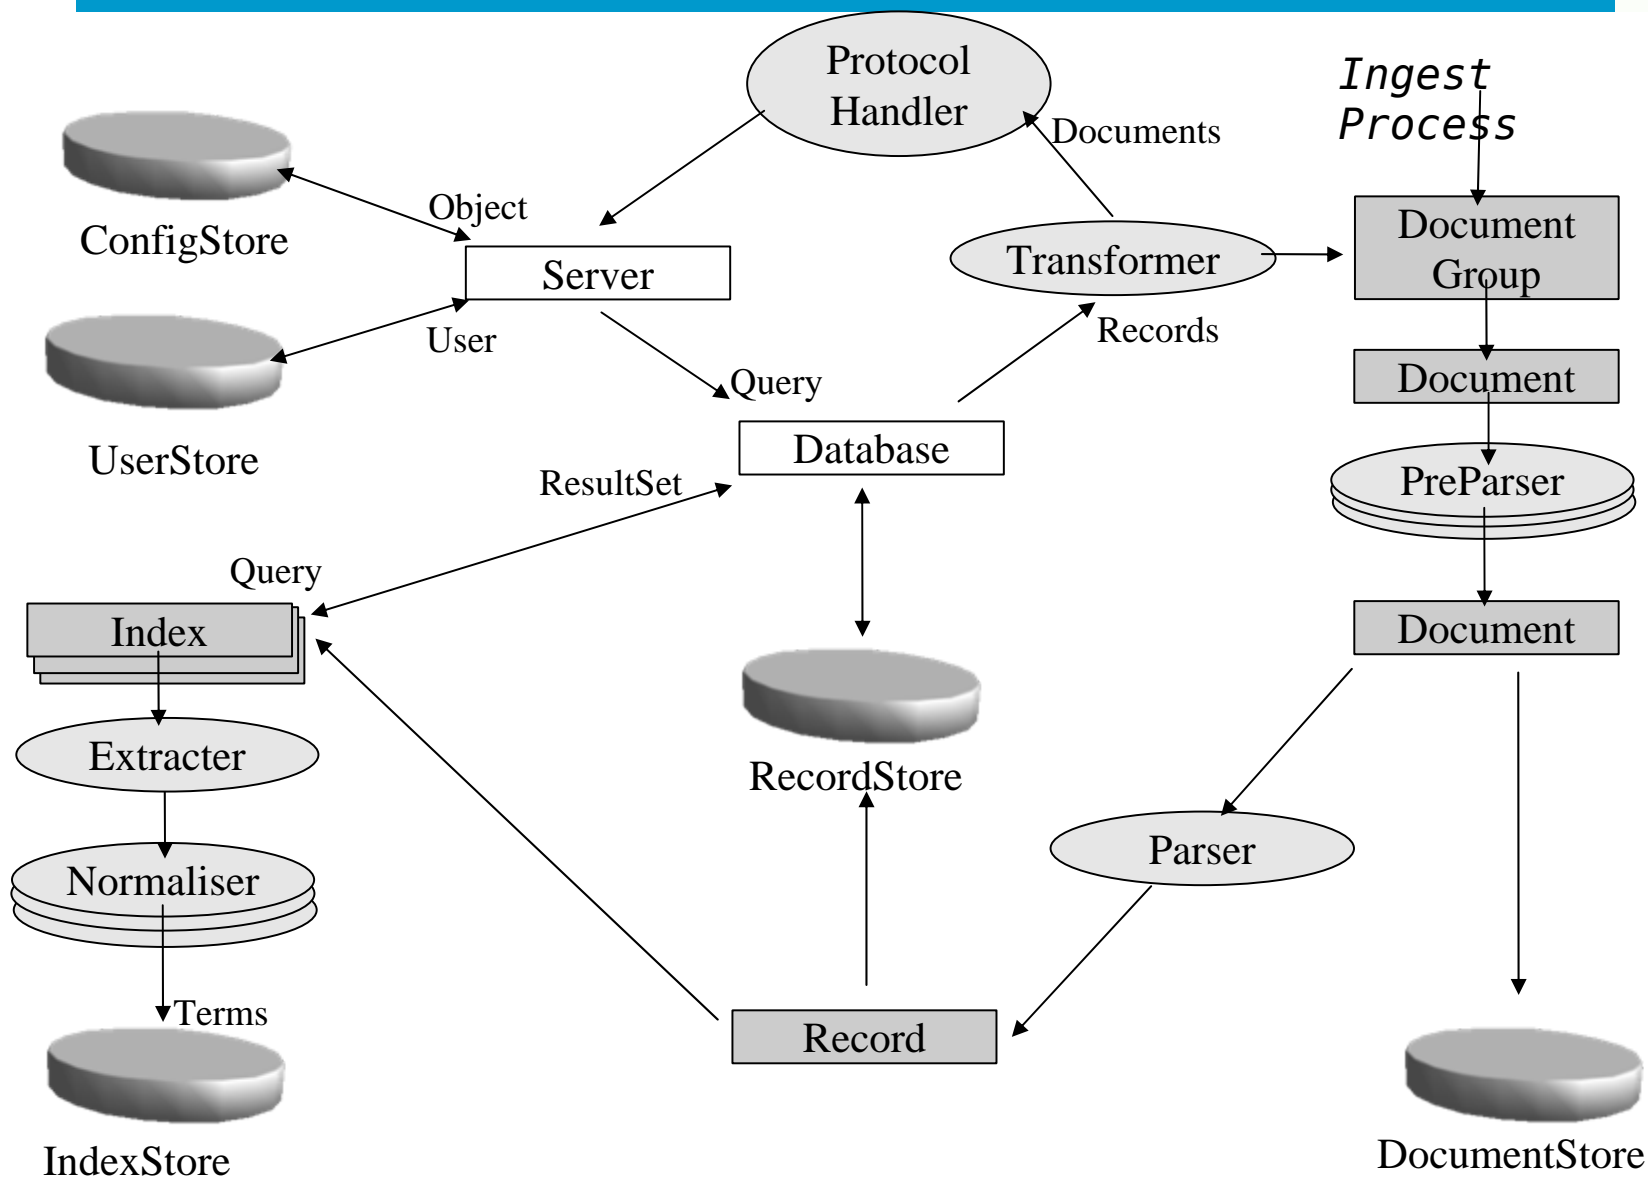 Protocol
Handler
Ingest
Process
Documents
Object
ConfigStore
Document
Group
Server
Transformer
User
Records
Query
Document
UserStore
Database
ResultSet
PreParser
Query
Index
Document
Extracter
RecordStore
Parser
Normaliser
Terms
Record
IndexStore
DocumentStore